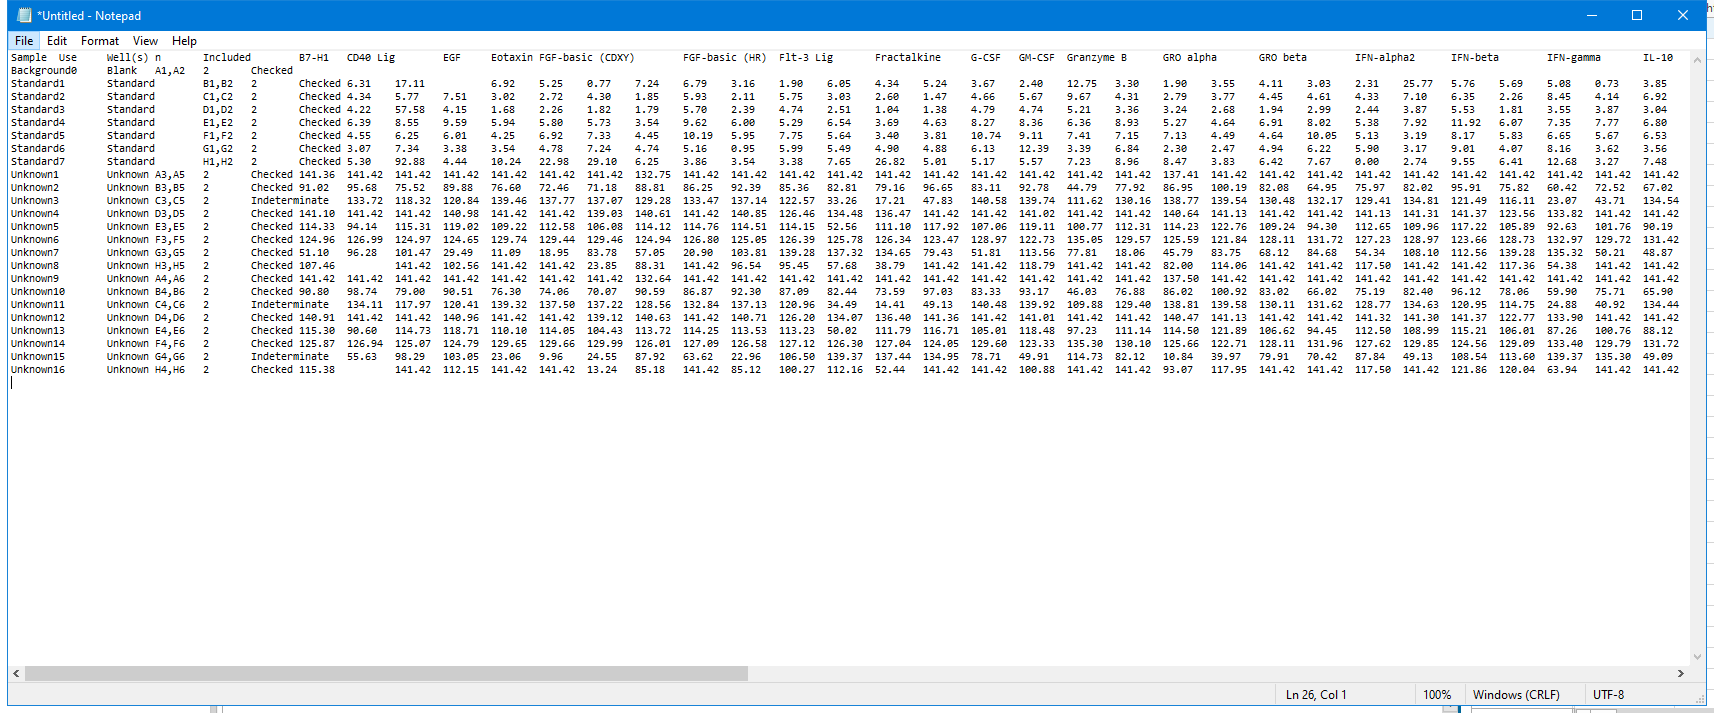 *Untitled - Notepad
File Edit Format View Help
Sample Use Well(s) n Included B7-H1 CD40 Lig EGF Eotaxin FGF-basic (CDXY) FGF-basic (HR) Flt-3 Lig Fractalkine G-CSF GM-CSF Granzyme B GRO alpha GRO beta IFN-alpha2 IFN-beta IFN-gamma IL-10
Background0 Blank A1,A2 2 Checked
Standard1 Standard B1,B2 2 Checked 6.31 17.11 6.92 5.25 0.77 7.24 6.79 3.16 1.90 6.05 4.34 5.24 3.67 2.40 12.75 3.30 1.90 3.55 4.11 3.03 2.31 25.77 5.76 5.69 5.08 0.73 3.85
Standard2 Standard C1,C2 2 Checked 4.34 5.77 7.51 3.02 2.72 4.30 1.85 5.93 2.11 5.75 3.03 2.60 1.47 4.66 5.67 9.67 4.31 2.79 3.77 4.45 4.61 4.33 7.10 6.35 2.26 8.45 4.14 6.92
Standard3 Standard D1,D2 2 Checked 4.22 57.58 4.15 1.68 2.26 1.82 1.79 5.70 2.39 4.74 2.51 1.04 1.38 4.79 4.74 5.21 3.36 3.24 2.68 1.94 2.99 2.44 3.87 5.53 1.81 3.55 3.87 3.04
Standard4 Standard E1,E2 2 Checked 6.39 8.55 9.59 5.94 5.80 5.73 3.54 9.62 6.00 5.29 6.54 3.69 4.63 8.27 8.36 6.36 8.93 5.27 4.64 6.91 8.02 5.38 7.92 11.92 6.07 7.35 7.77 6.80
Standard5 Standard F1,F2 2 Checked 4.55 6.25 6.01 4.25 6.92 7.33 4.45 10.19 5.95 7.75 5.64 3.40 3.81 10.74 9.11 7.41 7.15 7.13 4.49 4.64 10.05 5.13 3.19 8.17 5.83 6.65 5.67 6.53
Standard6 Standard G1,G2 2 Checked 3.07 7.34 3.38 3.54 4.78 7.24 4.74 5.16 0.95 5.99 5.49 4.90 4.88 6.13 12.39 3.39 6.84 2.30 2.47 4.94 6.22 5.90 3.17 9.01 4.07 8.16 3.62 3.56
Standard7 Standard H1,H2 2 Checked 5.30 92.88 4.44 10.24 22.98 29.10 6.25 3.86 3.54 3.38 7.65 26.82 5.01 5.17 5.57 7.23 8.96 8.47 3.83 6.42 7.67 0.00 2.74 9.55 6.41 12.68 3.27 7.48
Unknown1 Unknown A3,A5 2 Checked 141.36 141.42 141.42 141.42 141.42 141.42 141.42 132.75 141.42 141.42 141.42 141.42 141.42 141.42 141.42 141.42 141.42 141.42 137.41 141.42 141.42 141.42 141.42 141.42 141.42 141.42 141.42 141.42 141.42
Unknown2 Unknown B3,B5 2 Checked 91.02 95.68 75.52 89.88 76.60 72.46 71.18 88.81 86.25 92.39 85.36 82.81 79.16 96.65 83.11 92.78 44.79 77.92 86.95 100.19 82.08 64.95 75.97 82.02 95.91 75.82 60.42 72.52 67.02
Unknown3 Unknown C3,C5 2 Indeterminate 133.72 118.32 120.84 139.46 137.77 137.07 129.28 133.47 137.14 122.57 33.26 17.21 47.83 140.58 139.74 111.62 130.16 138.77 139.54 130.48 132.17 129.41 134.81 121.49 116.11 23.07 43.71 134.54
Unknown4 Unknown D3,D5 2 Checked 141.10 141.42 141.42 140.98 141.42 141.42 139.03 140.61 141.42 140.85 126.46 134.48 136.47 141.42 141.42 141.02 141.42 141.42 140.64 141.13 141.42 141.42 141.13 141.31 141.37 123.56 133.82 141.42 141.42
Unknown5 Unknown E3,E5 2 Checked 114.33 94.14 115.31 119.02 109.22 112.58 106.08 114.12 114.76 114.51 114.15 52.56 111.10 117.92 107.06 119.11 100.77 112.31 114.23 122.76 109.24 94.30 112.65 109.96 117.22 105.89 92.63 101.76 90.19
Unknown6 Unknown F3,F5 2 Checked 124.96 126.99 124.97 124.65 129.74 129.44 129.46 124.94 126.80 125.05 126.39 125.78 126.34 123.47 128.97 122.73 135.05 129.57 125.59 121.84 128.11 131.72 127.23 128.97 123.66 128.73 132.97 129.72 131.42
Unknown7 Unknown G3,G5 2 Checked 51.10 96.28 101.47 29.49 11.09 18.95 83.78 57.05 20.90 103.81 139.28 137.32 134.65 79.43 51.81 113.56 77.81 18.06 45.79 83.75 68.12 84.68 54.34 108.10 112.56 139.28 135.32 50.21 48.87
Unknown8 Unknown H3,H5 2 Checked 107.46 141.42 102.56 141.42 141.42 23.85 88.31 141.42 96.54 95.45 57.68 38.79 141.42 141.42 118.79 141.42 141.42 82.00 114.06 141.42 141.42 117.50 141.42 141.42 117.36 54.38 141.42 141.42
Unknown9 Unknown A4,A6 2 Checked 141.42 141.42 141.42 141.42 141.42 141.42 141.42 132.64 141.42 141.42 141.42 141.42 141.42 141.42 141.42 141.42 141.42 141.42 137.50 141.42 141.42 141.42 141.42 141.42 141.42 141.42 141.42 141.42 141.42
Unknown10 Unknown B4,B6 2 Checked 90.80 98.74 79.00 90.51 76.30 74.06 70.07 90.59 86.87 92.30 87.09 82.44 73.59 97.03 83.33 93.17 46.03 76.88 86.02 100.92 83.02 66.02 75.19 82.40 96.12 78.06 59.90 75.71 65.90
Unknown11 Unknown C4,C6 2 Indeterminate 134.11 117.97 120.41 139.32 137.50 137.22 128.56 132.84 137.13 120.96 34.49 14.41 49.13 140.48 139.92 109.88 129.40 138.81 139.58 130.11 131.62 128.77 134.63 120.95 114.75 24.88 40.92 134.44
Unknown12 Unknown D4,D6 2 Checked 140.91 141.42 141.42 140.96 141.42 141.42 139.12 140.63 141.42 140.71 126.20 134.07 136.40 141.36 141.42 141.01 141.42 141.42 140.47 141.13 141.42 141.42 141.32 141.30 141.37 122.77 133.90 141.42 141.42
Unknown13 Unknown E4,E6 2 Checked 115.30 90.60 114.73 118.71 110.10 114.05 104.43 113.72 114.25 113.53 113.23 50.02 111.79 116.71 105.01 118.48 97.23 111.14 114.50 121.89 106.62 94.45 112.50 108.99 115.21 106.01 87.26 100.76 88.12
Unknown14 Unknown F4,F6 2 Checked 125.87 126.94 125.07 124.79 129.65 129.66 129.99 126.01 127.09 126.58 127.12 126.30 127.04 124.05 129.60 123.33 135.30 130.10 125.66 122.71 128.11 131.96 127.62 129.85 124.56 129.09 133.40 129.79 131.72
Unknown15 Unknown G4,G6 2 Indeterminate 55.63 98.29 103.05 23.06 9.96 24.55 87.92 63.62 22.96 106.50 139.37 137.44 134.95 78.71 49.91 114.73 82.12 10.84 39.97 79.91 70.42 87.84 49.13 108.54 113.60 139.37 135.30 49.09
Unknown16 Unknown H4,H6 2 Checked 115.38 141.42 112.15 141.42 141.42 13.24 85.18 141.42 85.12 100.27 112.16 52.44 141.42 141.42 100.88 141.42 141.42 93.07 117.95 141.42 141.42 117.50 141.42 121.86 120.04 63.94 141.42 141.42
Ln 26, Col 1 100% Windows (CRLF) UTF-8